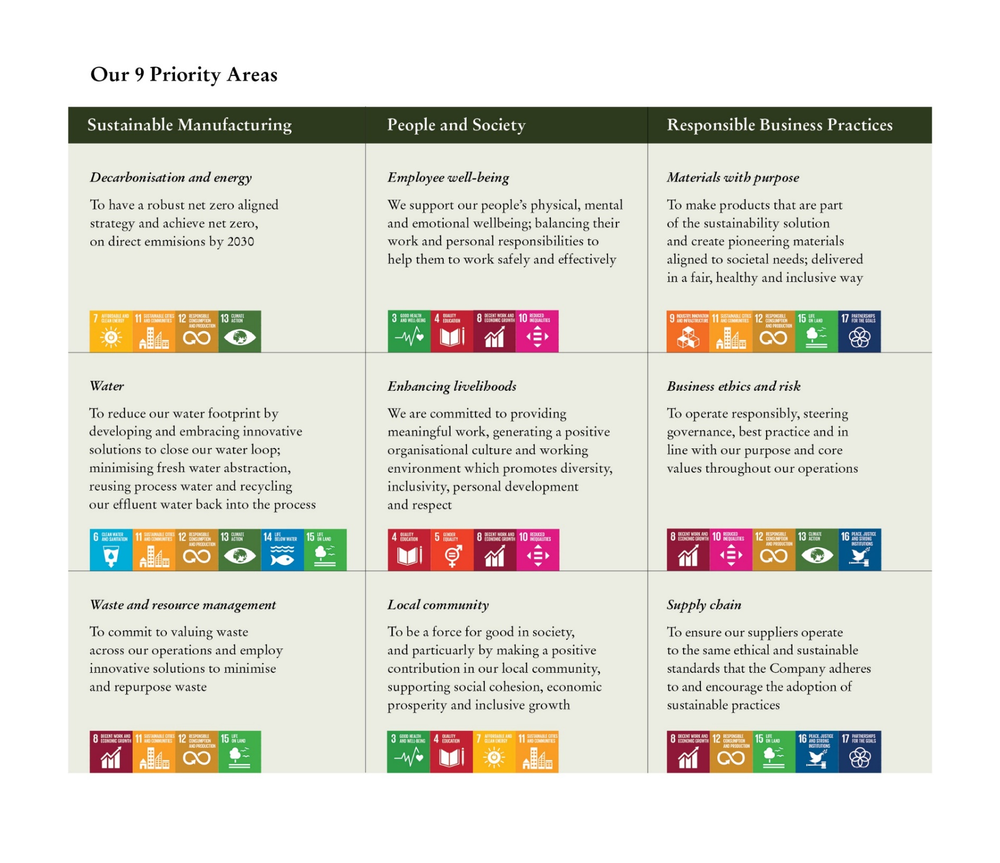 Our 9 Priority Areas
Sustainable Manufacturing
People and Society
Responsible Business Practices
Decarbonisation and energy
To have a robust net zero aligned
strategy and achieve net zero,
on direct emmisions by 2030
7 AFFORDABLE AND
CLEAN ENERGY
11 SUSTAINABLE CITIES
AND COMMUNITIES
12 RESPONSIBLE
CONSUMPTION
AND PRODUCTION
13 CLIMATE
ACTION
Employee well-being
We support our people’s physical, mental
and emotional wellbeing; balancing their
work and personal responsibilities to
help them to work safely and effectively
3 GOOD HEALTH
AND WELL-BEING
4 QUALITY
EDUCATION
8 DECENT WORK AND
ECONOMIC GROWTH
10 REDUCED
INEQUALITIES
Materials with purpose
To make products that are part
of the sustainability solution
and create pioneering materials
aligned to societal needs; delivered
in a fair, healthy and inclusive way
9 INDUSTRY, INNOVATION
AND INFRASTRUCTURE
11 SUSTAINABLE CITIES
AND COMMUNITIES
12 RESPONSIBLE
CONSUMPTION
AND PRODUCTION
15 LIFE
ON LAND
17 PARTNERSHIPS
FOR THE GOALS
Water
To reduce our water footprint by
developing and embracing innovative
solutions to close our water loop;
minimising fresh water abstraction,
reusing process water and recycling
our effluent water back into the process
6 CLEAN WATER
AND SANITATION
11 SUSTAINABLE CITIES
AND COMMUNITIES
12 RESPONSIBLE
CONSUMPTION
AND PRODUCTION
13 CLIMATE
ACTION
14 LIFE
BELOW WATER
15 LIFE
ON LAND
Enhancing livelihoods
We are committed to providing
meaningful work, generating a positive
organisational culture and working
environment which promotes diversity,
inclusivity, personal development
and respect
4 QUALITY
EDUCATION
5 GENDER
EQUALITY
8 DECENT WORK AND
ECONOMIC GROWTH
10 REDUCED
INEQUALITIES
Business ethics and risk
To operate responsibly, steering
governance, best practice and in
line with our purpose and core
values throughout our operations
8 DECENT WORK AND
ECONOMIC GROWTH
10 REDUCED
INEQUALITIES
12 RESPONSIBLE
CONSUMPTION
AND PRODUCTION
13 CLIMATE
ACTION
16 PEACE, JUSTICE
AND STRONG
INSTITUTIONS
Waste and resource management
To commit to valuing waste
across our operations and employ
innovative solutions to minimise
and repurpose waste
8 DECENT WORK AND
ECONOMIC GROWTH
11 SUSTAINABLE CITIES
AND COMMUNITIES
12 RESPONSIBLE
CONSUMPTION
AND PRODUCTION
15 LIFE
ON LAND
Local community
To be a force for good in society,
and particuarly by making a positive
contribution in our local community,
supporting social cohesion, economic
prosperity and inclusive growth
3 GOOD HEALTH
AND WELL-BEING
4 QUALITY
EDUCATION
7 AFFORDABLE AND
CLEAN ENERGY
11 SUSTAINABLE CITIES
AND COMMUNITIES
Supply chain
To ensure our suppliers operate
to the same ethical and sustainable
standards that the Company adheres
to and encourage the adoption of
sustainable practices
8 DECENT WORK AND
ECONOMIC GROWTH
12 RESPONSIBLE
CONSUMPTION
AND PRODUCTION
15 LIFE
ON LAND
16 PEACE, JUSTICE
AND STRONG
INSTITUTIONS
17 PARTNERSHIPS
FOR THE GOALS